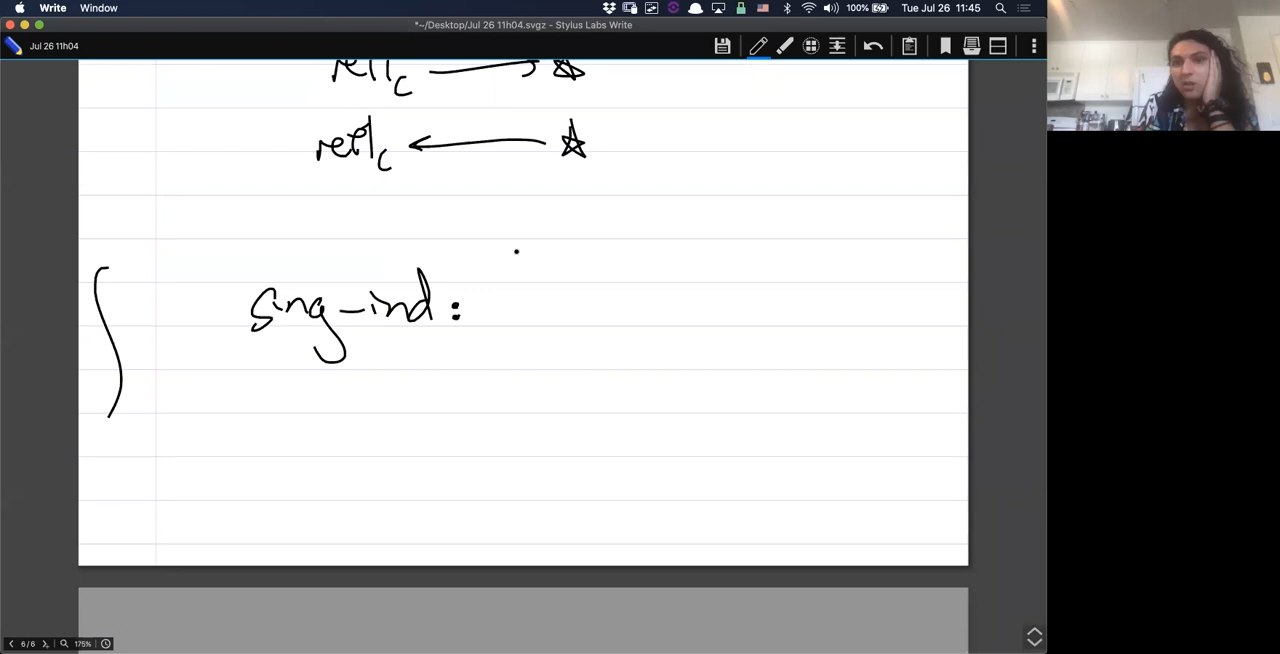 Write Window 100% Tue Jul 26 11:45
*~/Desktop/Jul 26 11h04.svgz - Stylus Labs Write
Jul 26 11h04
refl_c ⟶ ☆
refl_c ⟵ ☆
sing-ind :
6/6 175%